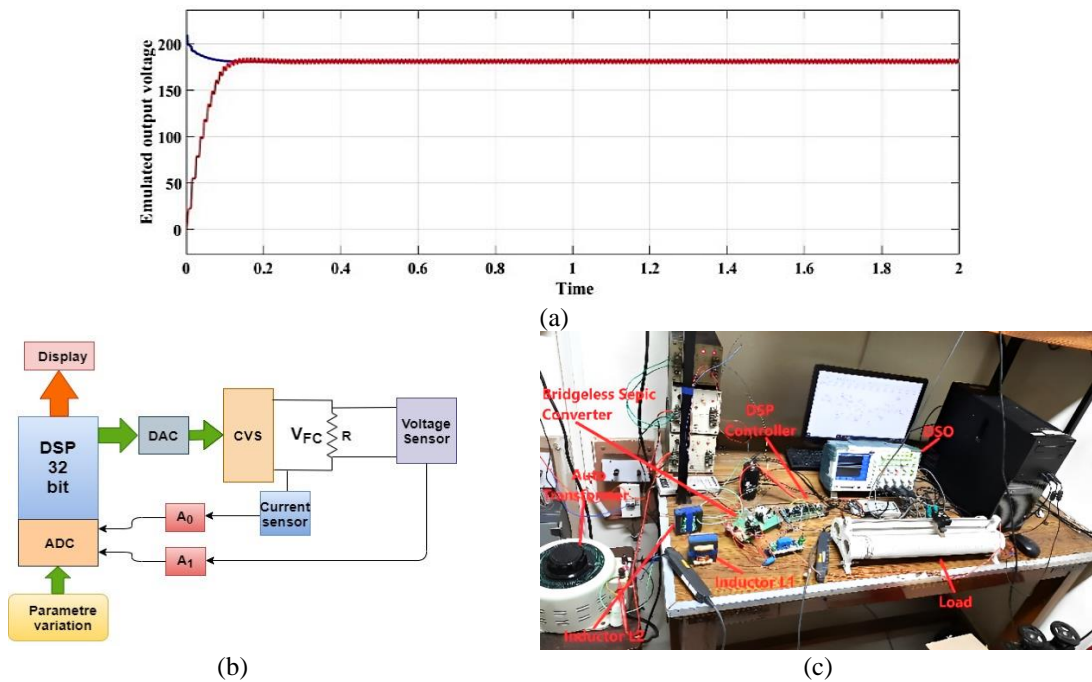 Emulated output voltage
200
150
100
50
0
0
0.2
0.4
0.6
0.8
1
1.2
1.4
1.6
1.8
2
Time
(a)
Display
DSP
32
bit
ADC
Parametre
variation
DAC
CVS
VFC
R
Voltage
Sensor
Current
sensor
A0
A1
(b)
Bridgeless Sepic
Converter
DSP
Controller
DSO
Auto
Transformer
Inductor L1
Inductor L2
Load
(c)